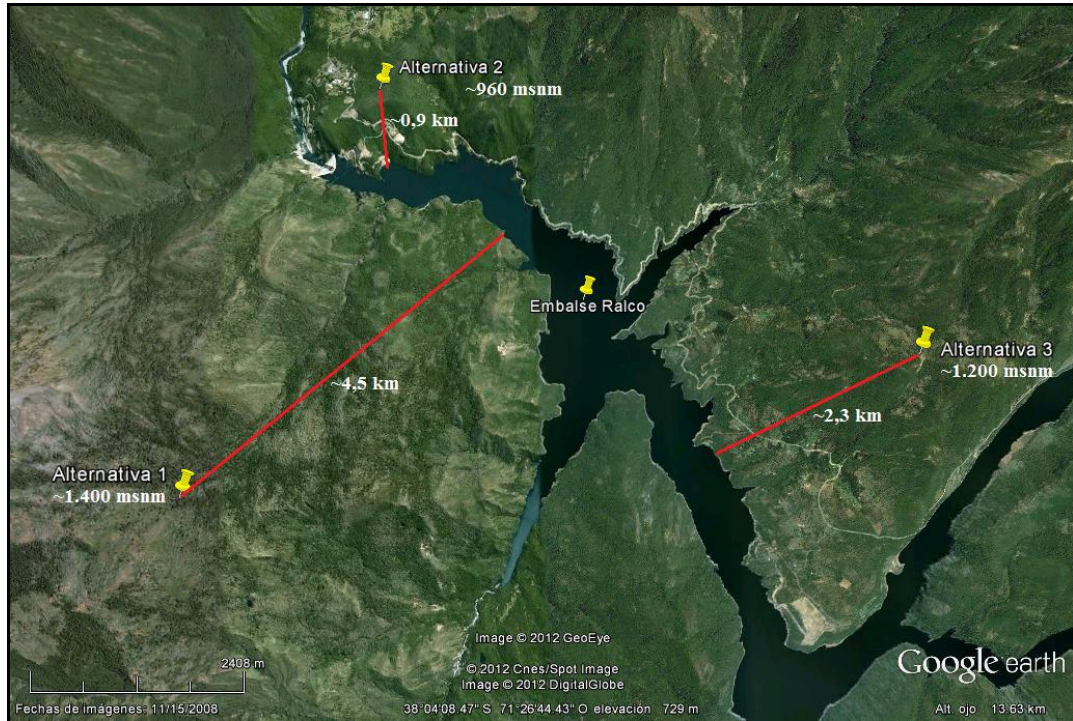 Alternativa 2
~960 msnm
~0,9 km
Embalse Ralco
Alternativa 3
~1.200 msnm
~4,5 km
~2,3 km
Alternativa 1
~1.400 msnm
Image © 2012 GeoEye
2408 m
© 2012 Cnes/Spot Image
Image © 2012 DigitalGlobe
Google earth
Fechas de imágenes: 11/15/2008
38°04'08.47" S 71°26'44.43" O elevación 729 m
Alt. ojo 13.63 km